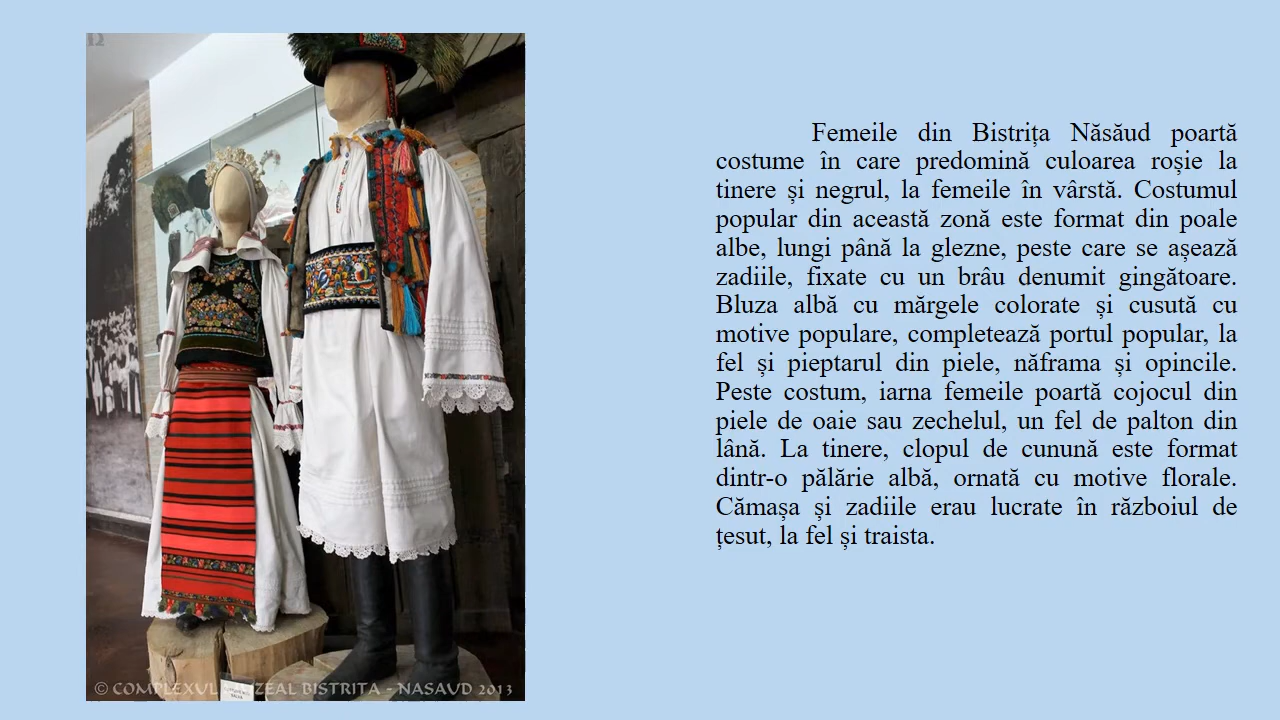 Femeile din Bistrița Năsăud poartă
costume în care predomină culoarea roșie la
tinere și negrul, la femeile în vârstă. Costumul
popular din această zonă este format din poale
albe, lungi până la glezne, peste care se așează
zadiile, fixate cu un brâu denumit gingătoare.
Bluza albă cu mărgele colorate și cusută cu
motive populare, completează portul popular, la
fel și pieptarul din piele, năframa și opincile.
Peste costum, iarna femeile poartă cojocul din
piele de oaie sau zechelul, un fel de palton din
lână. La tinere, clopul de cunună este format
dintr-o pălărie albă, ornată cu motive florale.
Cămașa și zadiile erau lucrate în războiul de
țesut, la fel și traista.
© COMPLEXUL ZEAL BISTRITA - NASAUD 2013